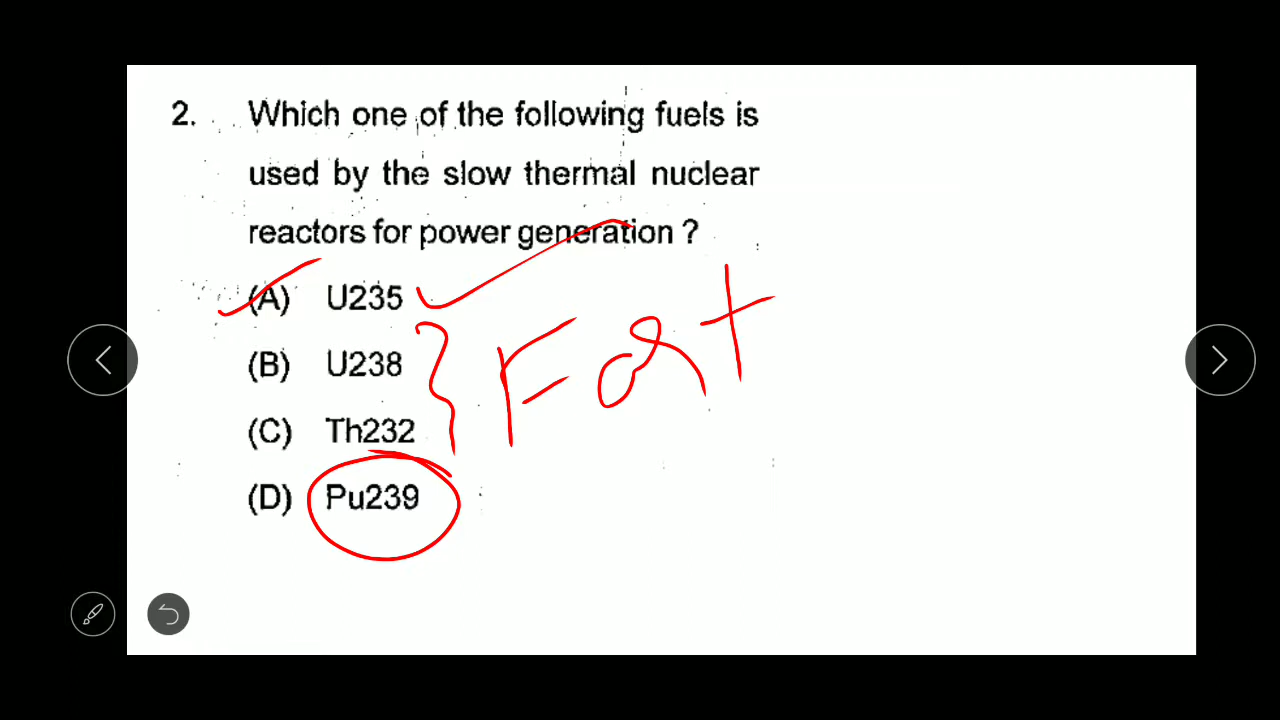 2. Which one of the following fuels is
used by the slow thermal nuclear
reactors for power generation ?
(A) U235
(B) U238
(C) Th232
(D) Pu239
Fast